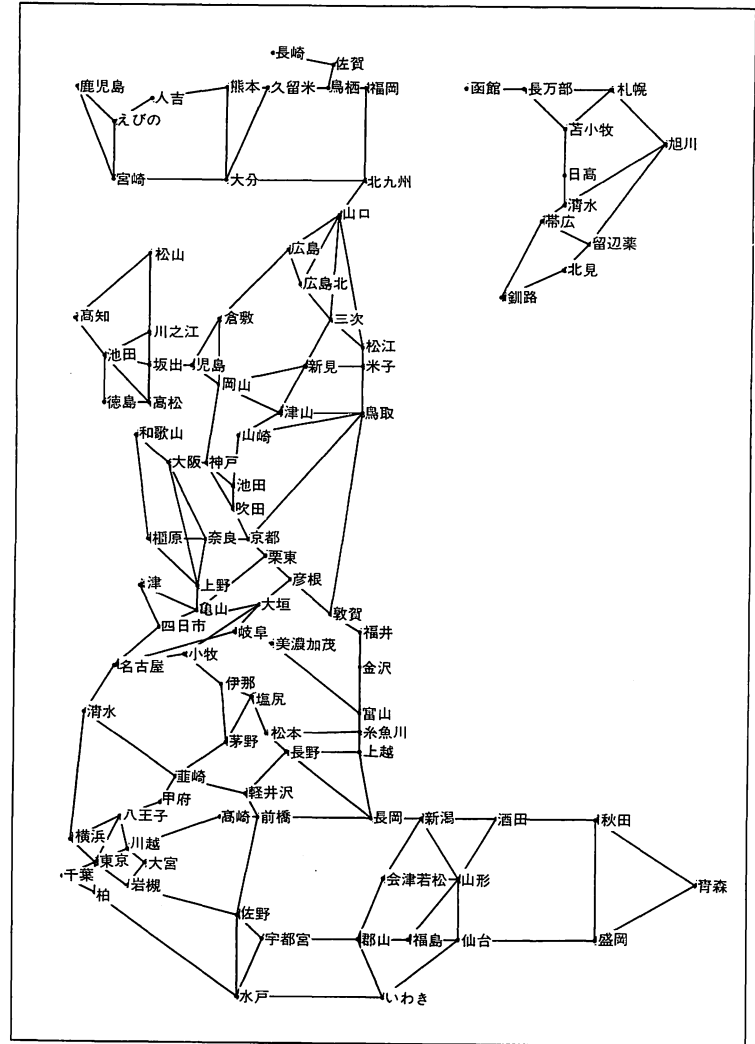 長崎
佐賀
鹿児島
人吉
熊本
久留米
鳥栖
福岡
函館
長万部
札幌
えびの
苫小牧
旭川
宮崎
大分
北九州
日高
清水
山口
帯広
広島
松山
留辺薬
広島北
北見
高知
倉敷
三次
釧路
川之江
池田
松江
坂出
児島
新見
米子
岡山
徳島
高松
津山
鳥取
和歌山
山崎
大阪
神戸
池田
吹田
橿原
奈良
京都
栗東
津
上野
彦根
亀山
大垣
敦賀
四日市
岐阜
福井
美濃加茂
名古屋
小牧
金沢
伊那
塩尻
清水
富山
松本
糸魚川
茅野
長野
上越
韮崎
甲府
軽井沢
八王子
高崎
前橋
長岡
新潟
酒田
秋田
横浜
川越
千葉
東京
大宮
会津若松
山形
青森
柏
岩槻
佐野
宇都宮
郡山
福島
仙台
盛岡
水戸
いわき